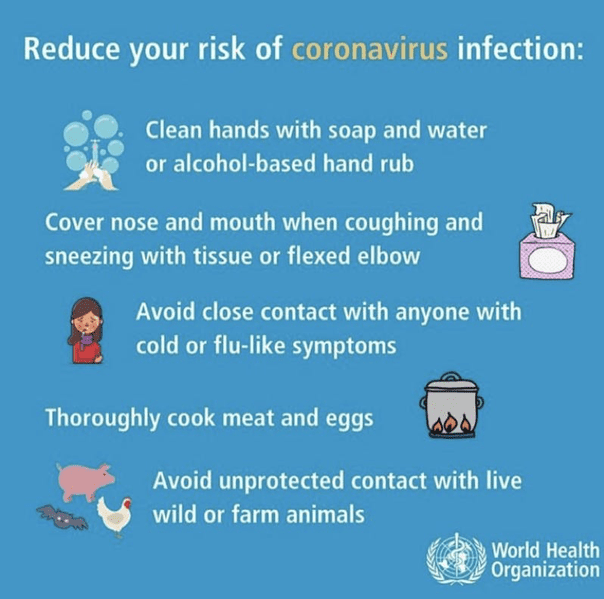 Reduce your risk of coronavirus infection:
Clean hands with soap and water
or alcohol-based hand rub
Cover nose and mouth when coughing and
sneezing with tissue or flexed elbow
Avoid close contact with anyone with
cold or flu-like symptoms
Thoroughly cook meat and eggs
Avoid unprotected contact with live
wild or farm animals
World Health
Organization